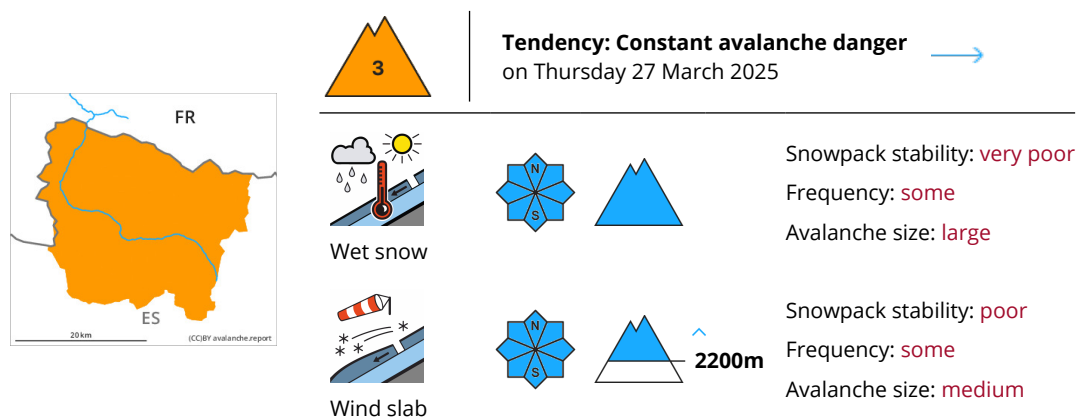 3
Tendency: Constant avalanche danger
on Thursday 27 March 2025
FR
ES
20 km
(CC)BY avalanche.report
N
S
Wet snow
Snowpack stability: very poor
Frequency: some
Avalanche size: large
N
S
2200m
Wind slab
Snowpack stability: poor
Frequency: some
Avalanche size: medium